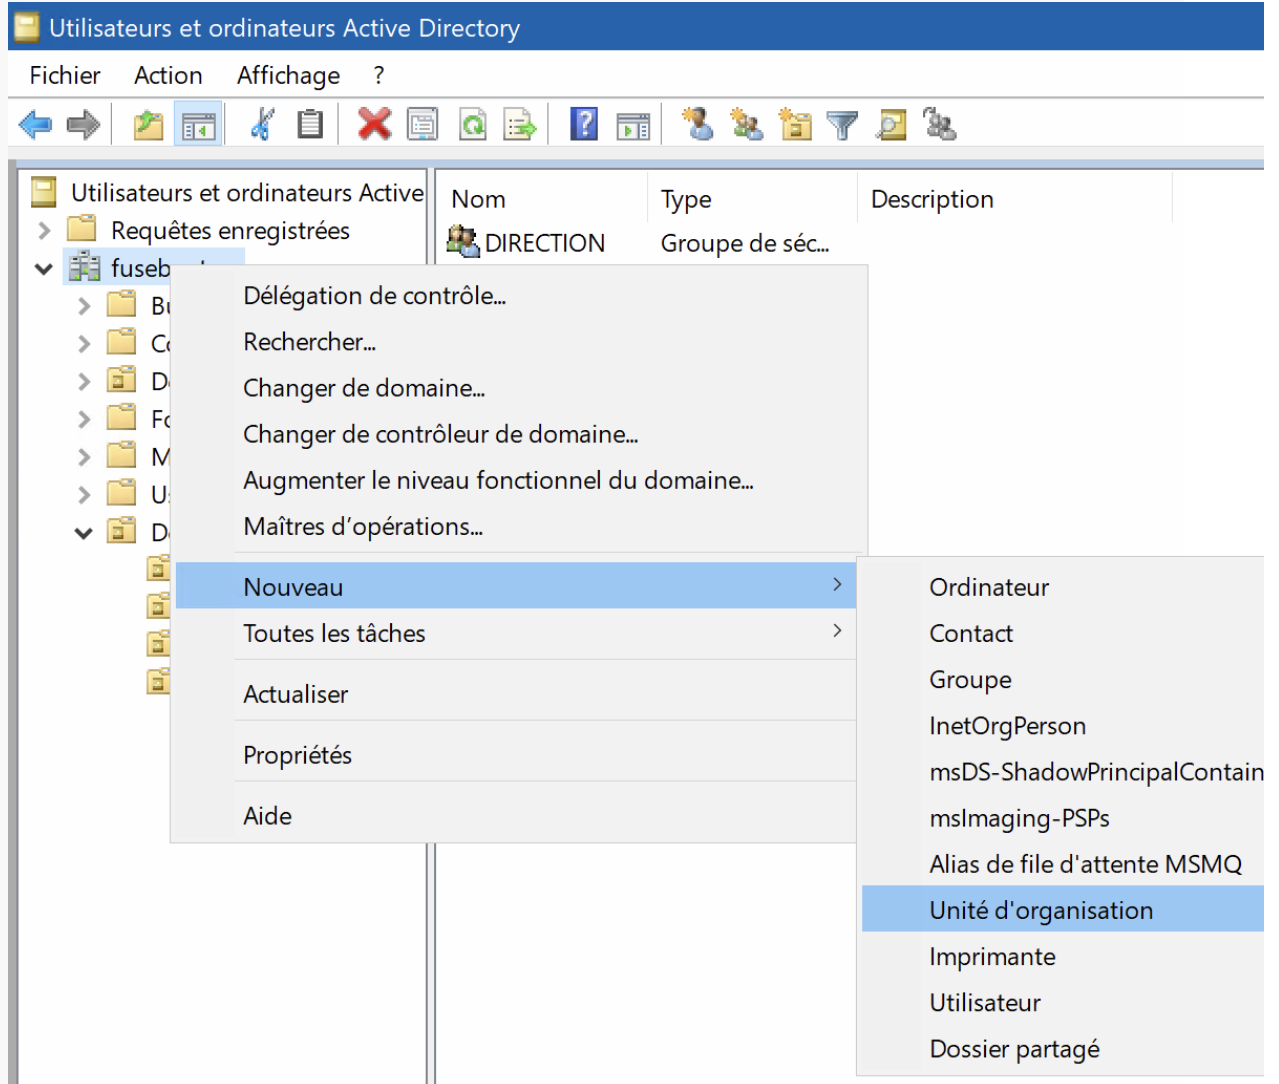 Utilisateurs et ordinateurs Active Directory
Fichier Action Affichage ?
Utilisateurs et ordinateurs Active
Requêtes enregistrées
Nom Type Description
DIRECTION Groupe de séc...
Délégation de contrôle...
Rechercher...
Changer de domaine...
Changer de contrôleur de domaine...
Augmenter le niveau fonctionnel du domaine...
Maîtres d’opérations...
Nouveau
Toutes les tâches
Actualiser
Propriétés
Aide
Ordinateur
Contact
Groupe
InetOrgPerson
msDS-ShadowPrincipalContain
msImaging-PSPs
Alias de file d'attente MSMQ
Unité d'organisation
Imprimante
Utilisateur
Dossier partagé